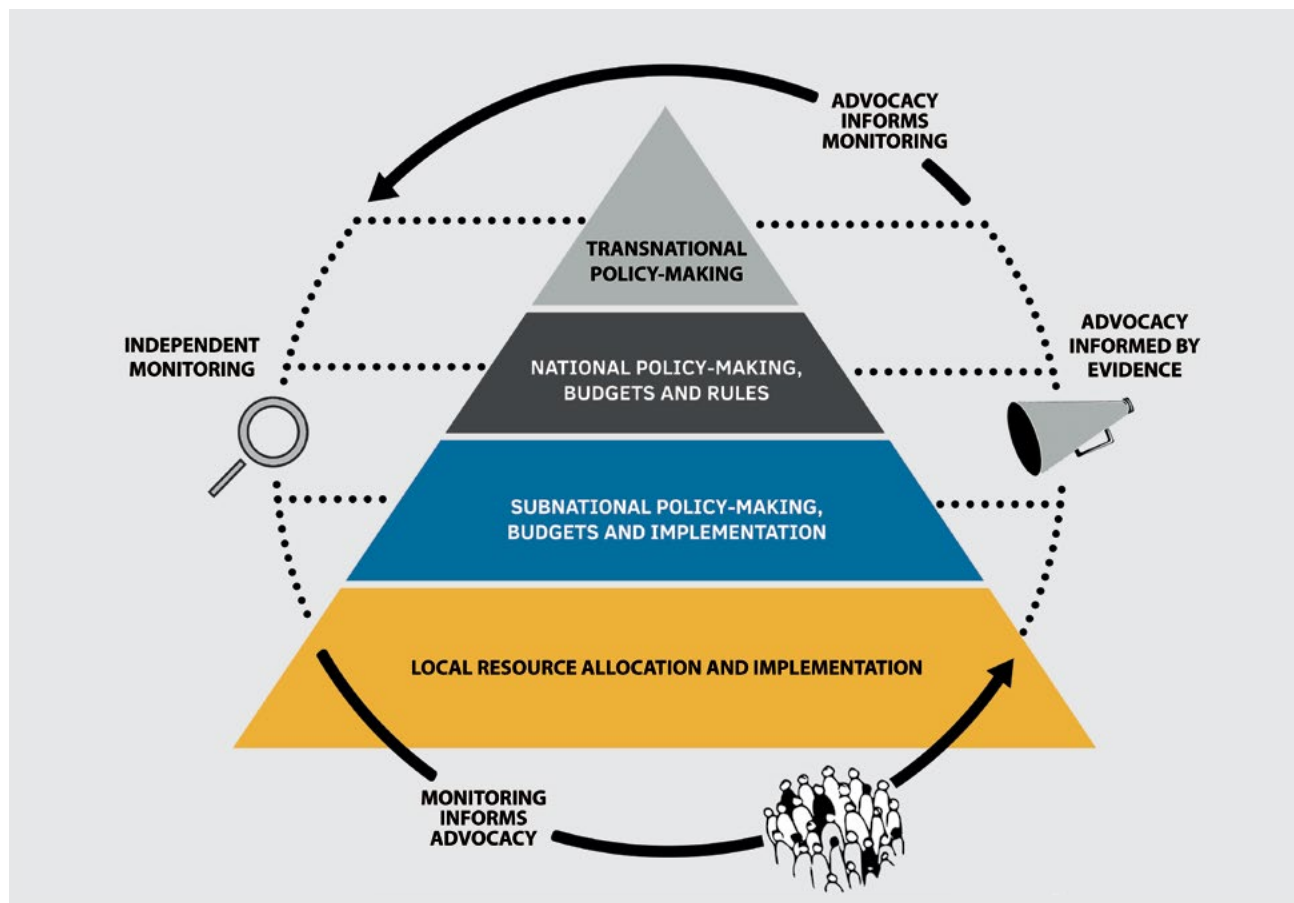 ADVOCACY
INFORMS
MONITORING
TRANSNATIONAL
POLICY-MAKING
INDEPENDENT
MONITORING
NATIONAL POLICY-MAKING,
BUDGETS AND RULES
ADVOCACY
INFORMED BY
EVIDENCE
SUBNATIONAL POLICY-MAKING,
BUDGETS AND IMPLEMENTATION
LOCAL RESOURCE ALLOCATION AND IMPLEMENTATION
MONITORING
INFORMS
ADVOCACY